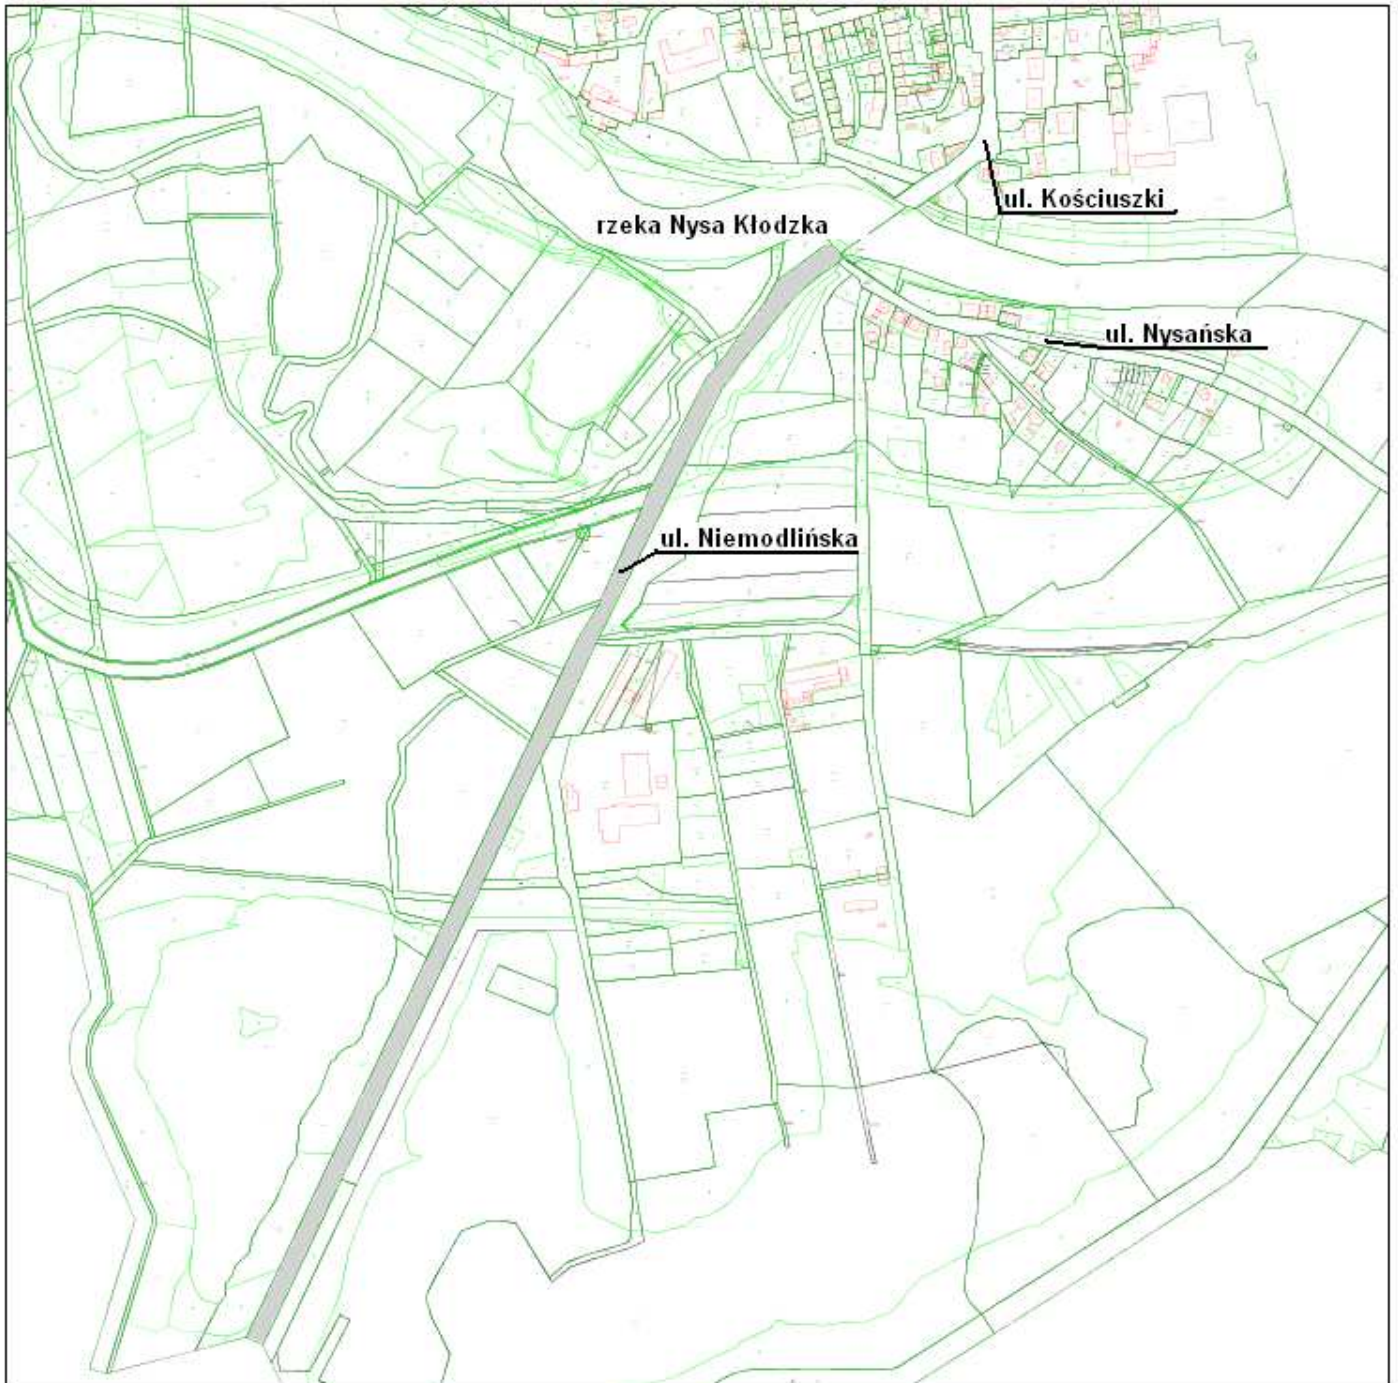 ul. Kościuszki
rzeka Nysa Kłodzka
ul. Nysańska
ul. Niemodlińska